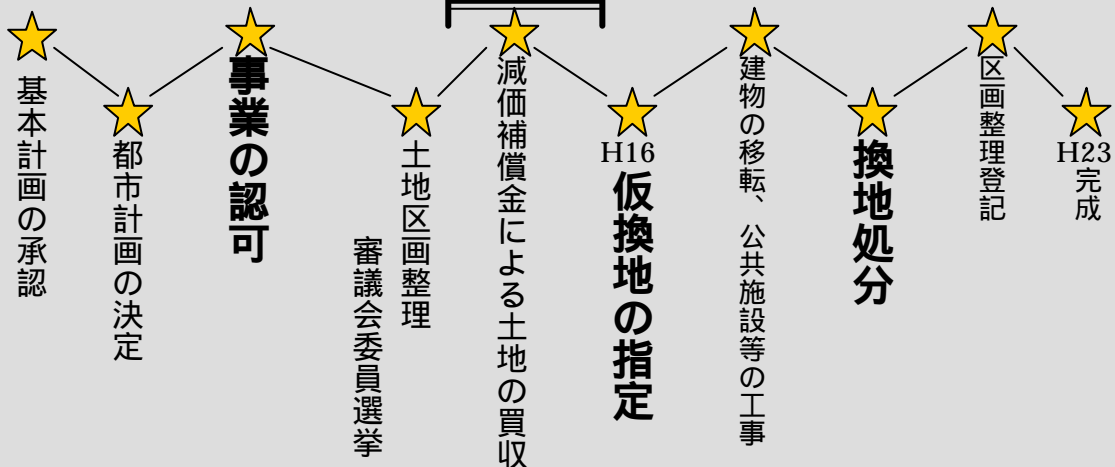 基本計画の承認
都市計画の決定
事業の認可
土地区画整理
審議会委員選挙
減価補償金による土地の買収
H16
仮換地の指定
建物の移転、公共施設等の工事
換地処分
区画整理登記
H23
完成